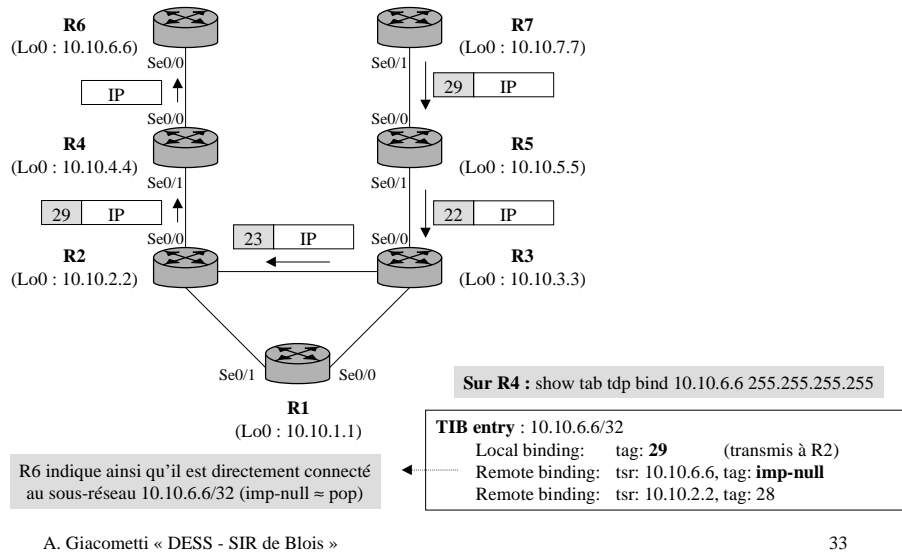 R6
(Lo0 : 10.10.6.6)
Se0/0
IP
Se0/0
R4
(Lo0 : 10.10.4.4)
Se0/1
29 IP
Se0/0
R2
(Lo0 : 10.10.2.2)
23 IP
R7
(Lo0 : 10.10.7.7)
Se0/1
29 IP
Se0/0
R5
(Lo0 : 10.10.5.5)
Se0/1
22 IP
Se0/0
R3
(Lo0 : 10.10.3.3)
Se0/1
Se0/0
R1
(Lo0 : 10.10.1.1)
Sur R4 : show tab tdp bind 10.10.6.6 255.255.255.255
TIB entry : 10.10.6.6/32
Local binding: tag: 29 (transmis à R2)
Remote binding: tsr: 10.10.6.6, tag: imp-null
Remote binding: tsr: 10.10.2.2, tag: 28
R6 indique ainsi qu'il est directement connecté
au sous-réseau 10.10.6.6/32 (imp-null ≈ pop)
A. Giacometti « DESS - SIR de Blois »
33